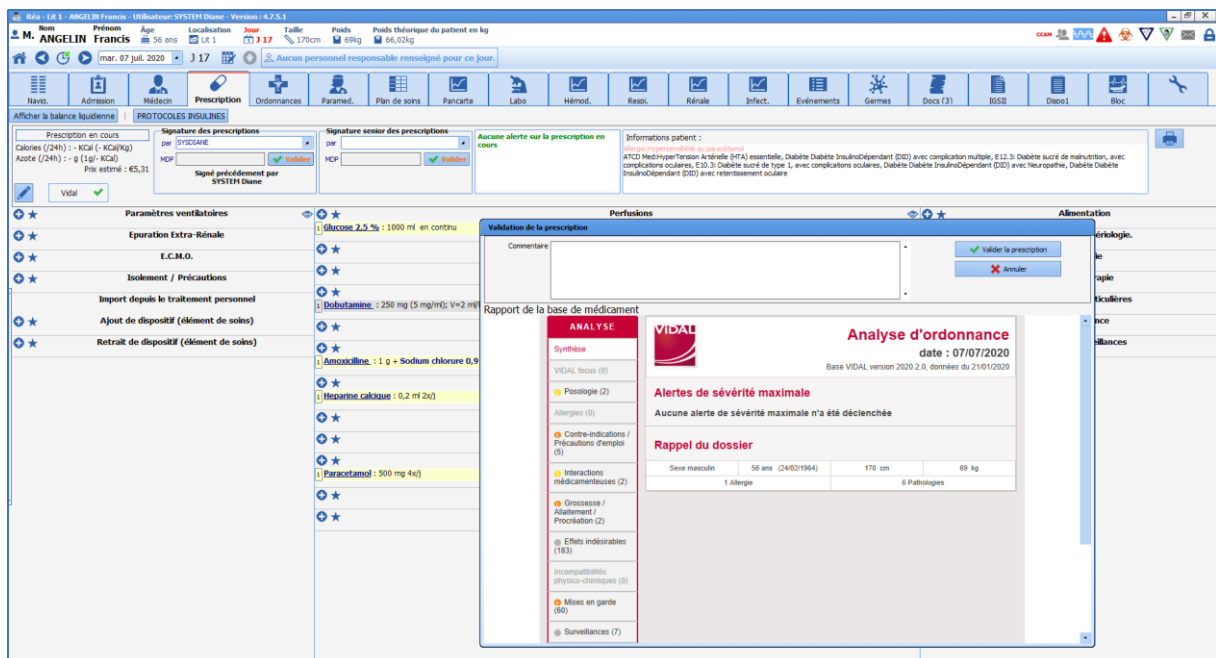 Réa - Lit 1 - ANGELIN Francis - Utilisateur: SYSTEM Diane - Version : 4.7.5.1
Nom Prénom Âge Localisation Jour Taille Poids Poids théorique du patient en kg
M. ANGELIN Francis 56 ans Lit 1 J 17 170cm 69kg 66,02kg
CCAM
mar. 07 juil. 2020 J 17 Aucun personnel responsable renseigné pour ce jour.
Navig. Admission Médecin Prescription Ordonnances Paramed. Plan de soins Pancarte Labo Hémod. Respi. Rénale Infect. Evénements Germes Docs (3) IGSII Dispo1 Bloc
Afficher la balance liquidienne PROTOCOLES INSULINES
Prescription en cours
Calories (/24h) : - KCal (- KCal/Kg)
Azote (/24h) : - g (1g/- KCal)
Prix estimé : €5,31
Vidal
Signature des prescriptions
par SYSDIANE
MDP Valider
Signé précédement par
SYSTEM Diane
Signature senior des prescriptions
par
MDP Valider
Aucune alerte sur la prescription en
cours
Informations patient :
Allergie:Hypersensibilité au paracétamol
ATCD Med:HyperTension Artérielle (HTA) essentielle, Diabète Diabète InsulinoDépendant (DID) avec complication multiple, E12.3: Diabète sucré de malnutrition, avec
complications oculaires, E10.3: Diabète sucré de type 1, avec complications oculaires, Diabète Diabète InsulinoDépendant (DID) avec Neuropathie, Diabète Diabète
InsulinoDépendant (DID) avec retentissement oculaire
Paramètres ventilatoires
Epuration Extra-Rénale
E.C.M.O.
Isolement / Précautions
Import depuis le traitement personnel
Ajout de dispositif (élément de soins)
Retrait de dispositif (élément de soins)
Perfusions
1 Glucose 2,5 % : 1000 ml en continu
1 Dobutamine : 250 mg (5 mg/ml); V=2 ml/
1 Amoxicilline : 1 g + Sodium chlorure 0,9
1 Heparine calcique : 0,2 ml 2x/j
1 Paracetamol : 500 mg 4x/j
Alimentation
ériologie.
ie
rapie
ticulières
nce
eillances
Validation de la prescription
Commentaire
Valider la prescription
Annuler
Rapport de la base de médicament
ANALYSE
Synthèse
VIDAL focus (0)
Posologie (2)
Allergies (0)
Contre-indications /
Précautions d'emploi
(5)
Interactions
médicamenteuses (2)
Grossesse /
Allaitement /
Procréation (2)
Effets indésirables
(183)
Incompatibilités
physico-chimiques (0)
Mises en garde
(60)
Surveillances (7)
VIDAL
Analyse d'ordonnance
date : 07/07/2020
Base VIDAL version 2020.2.0, données du 21/01/2020
Alertes de sévérité maximale
Aucune alerte de sévérité maximale n'a été déclenchée
Rappel du dossier
Sexe masculin 56 ans (24/02/1964) 170 cm 69 kg
1 Allergie 6 Pathologies